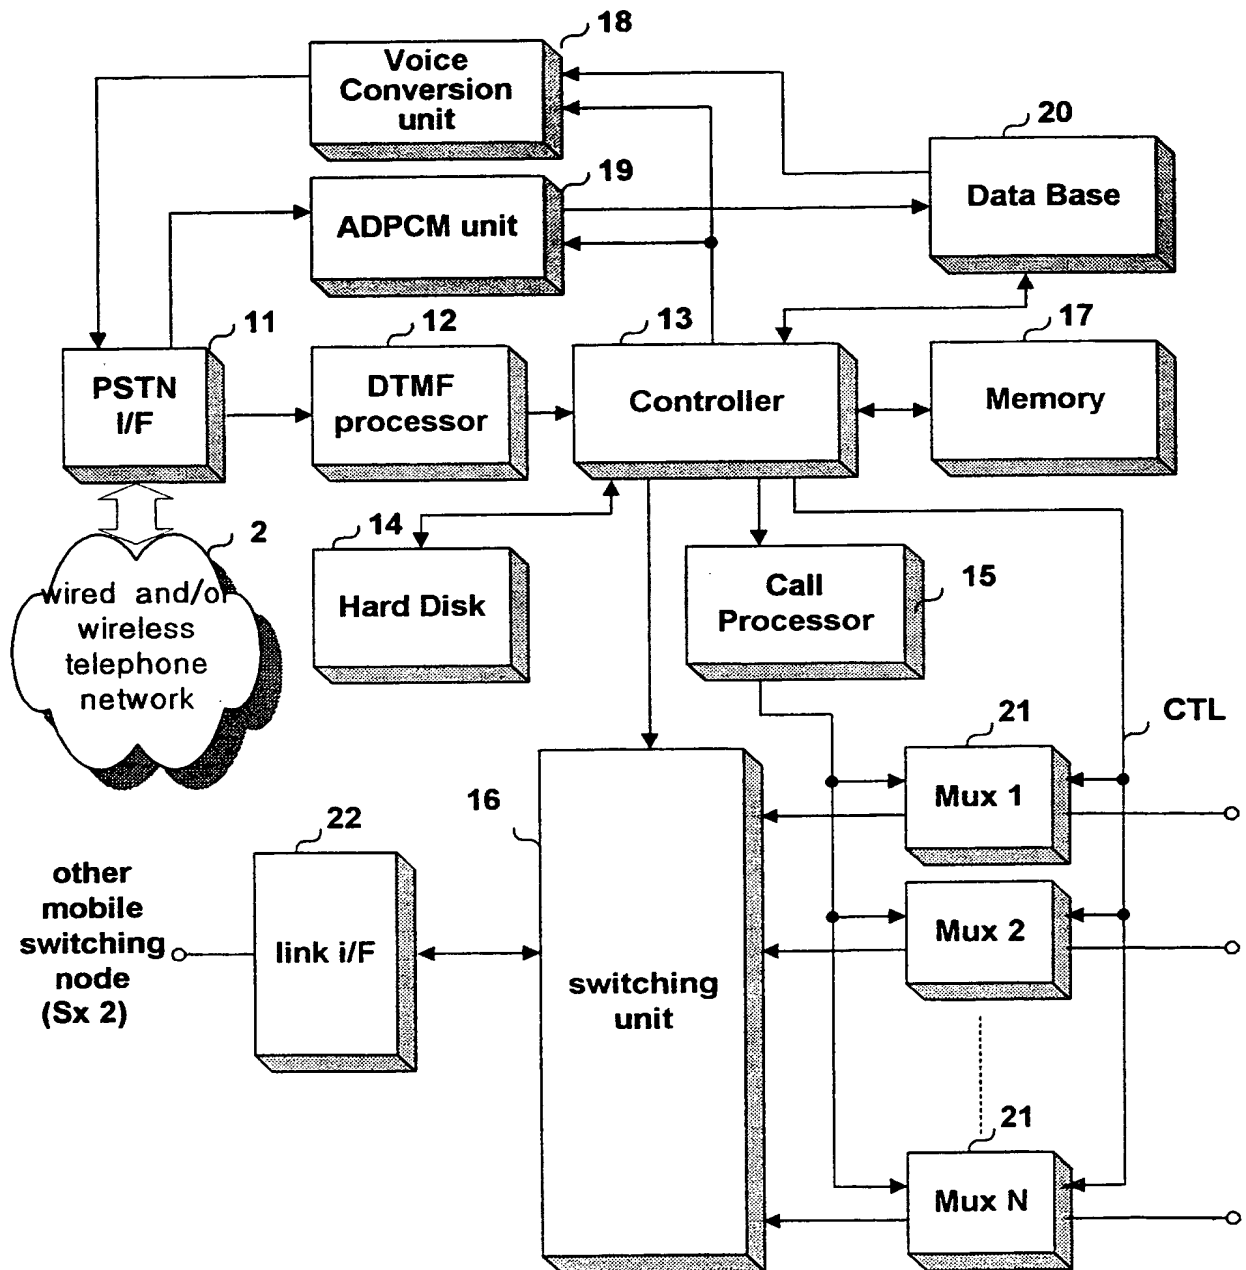 18
Voice
Conversion
unit
20
Data Base
19
ADPCM unit
11
PSTN
I/F
12
DTMF
processor
13
Controller
17
Memory
2
wired and/or
wireless
telephone
network
14
Hard Disk
Call
Processor
15
CTL
21
Mux 1
16
22
other
mobile
switching
node
(Sx 2)
link i/F
switching
unit
Mux 2
21
Mux N